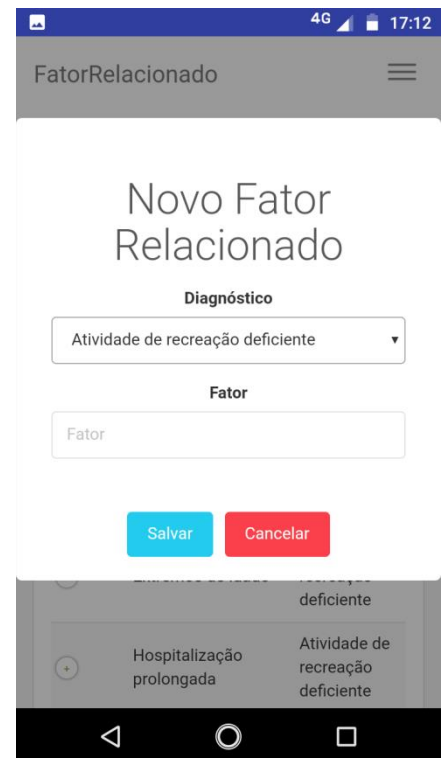 4G 17:12
FatorRelacionado
Novo Fator
Relacionado
Diagnóstico
Atividade de recreação deficiente
Fator
Fator
Salvar Cancelar
deficiente
Hospitalização
prolongada
Atividade de
recreação
deficiente